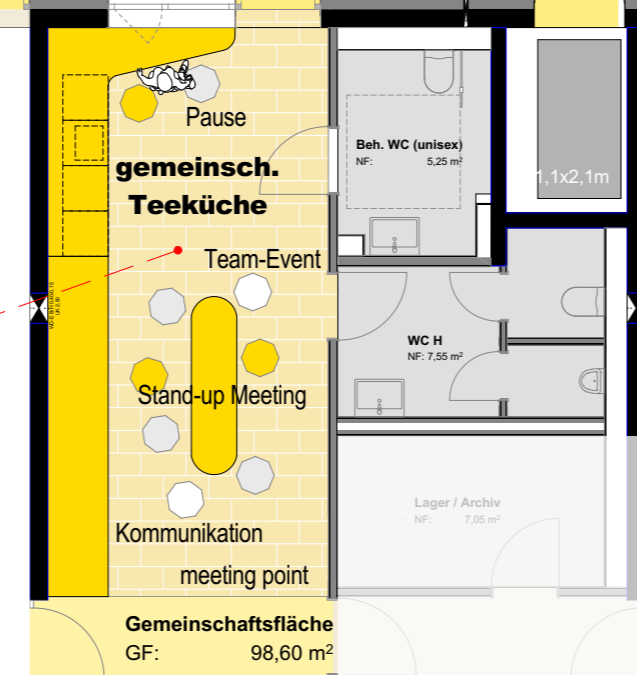 Pause
gemeinsch.
Teeküche
Beh. WC (unisex)
NF: 5,25 m²
1,1x2,1m
Team-Event
WC H
NF: 7,55 m²
Stand-up Meeting
Kommunikation
meeting point
Lager / Archiv
NF: 7,05 m²
Gemeinschaftsfläche
GF: 98,60 m²